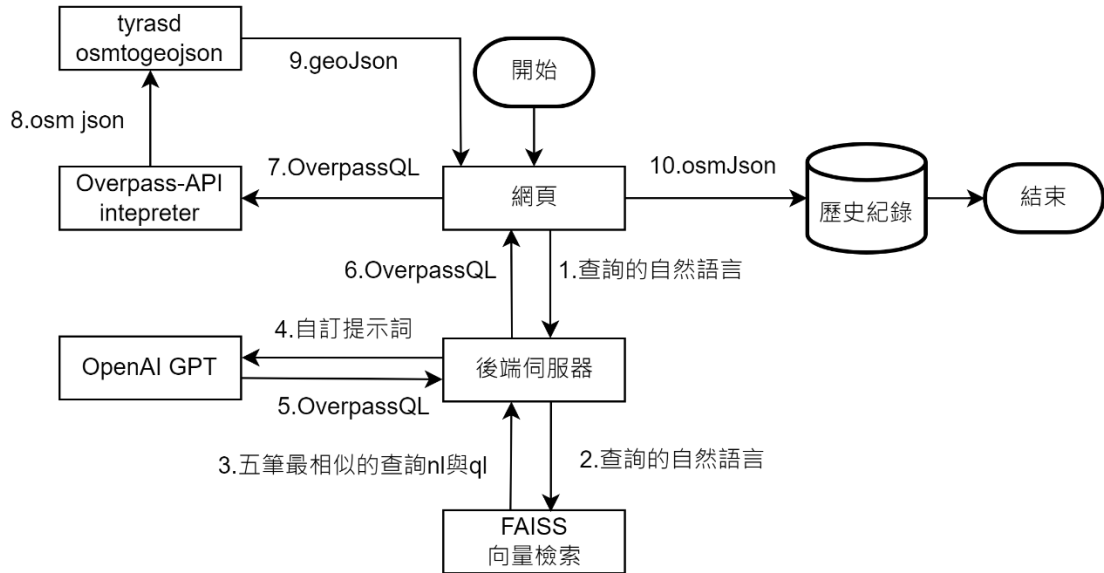 tyrasd
osmtogeojson
9.geoJson
開始
8.osm json
7.OverpassQL
10.osmJson
Overpass-API
intepreter
網頁
歷史紀錄
結束
6.OverpassQL
1.查詢的自然語言
4.自訂提示詞
OpenAI GPT
後端伺服器
5.OverpassQL
3.五筆最相似的查詢nl與ql
2.查詢的自然語言
FAISS
向量檢索